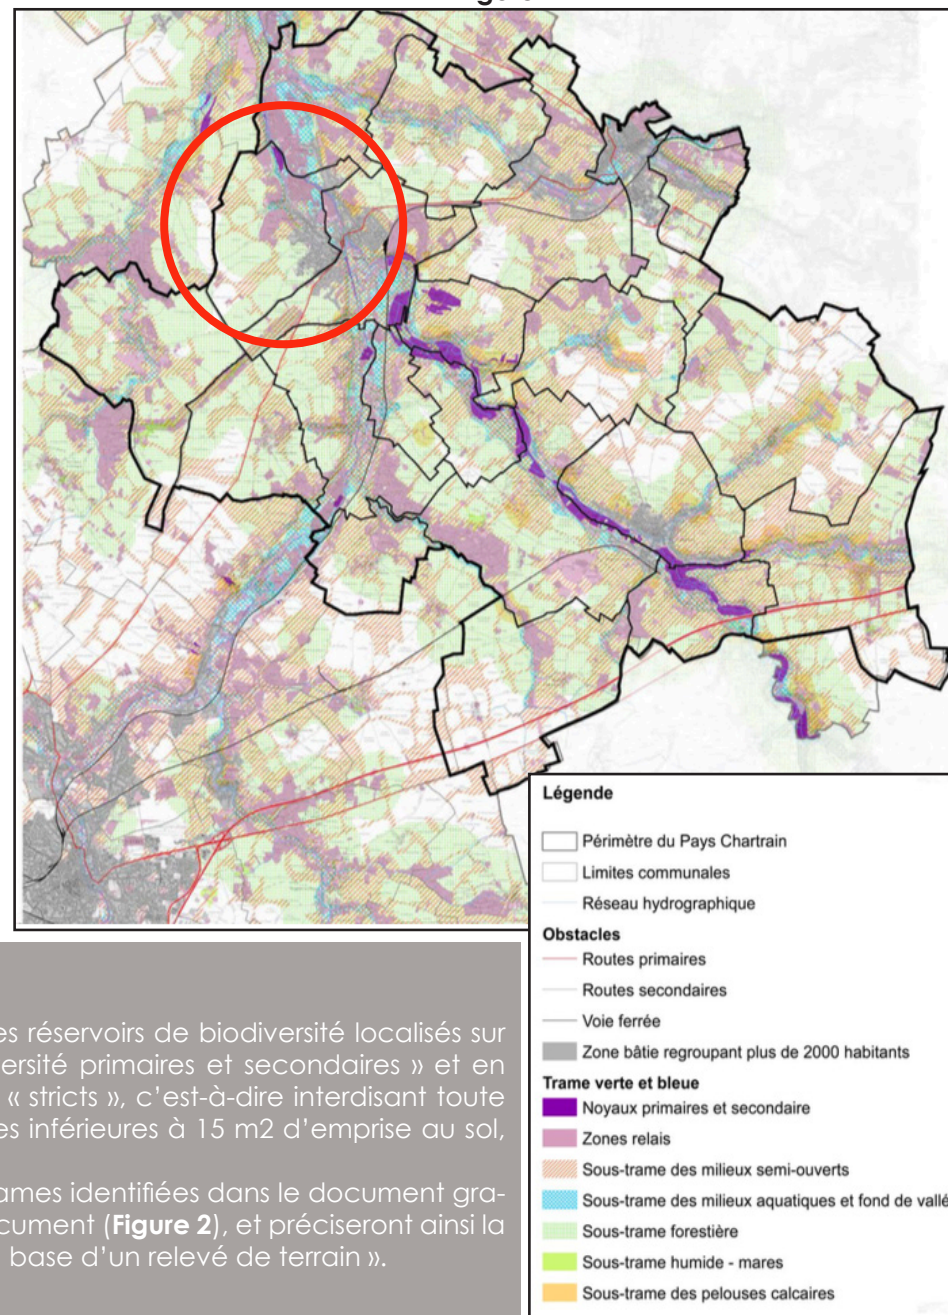 Légende
Périmètre du Pays Chartrain
Limites communales
Réseau hydrographique
Obstacles
Routes primaires
Routes secondaires
Voie ferrée
Zone bâtie regroupant plus de 2000 habitants
Trame verte et bleue
Noyaux primaires et secondaire
Zones relais
Sous-trame des milieux semi-ouverts
Sous-trame des milieux aquatiques et fond de vallé
Sous-trame forestière
Sous-trame humide - mares
Sous-trame des pelouses calcaires
es réservoirs de biodiversité localisés sur
ersité primaires et secondaires » et en
« stricts », c’est-à-dire interdisant toute
es inférieures à 15 m2 d’emprise au sol,
ames identifiées dans le document gra-
ocument (Figure 2), et préciseront ainsi la
base d’un relevé de terrain ».